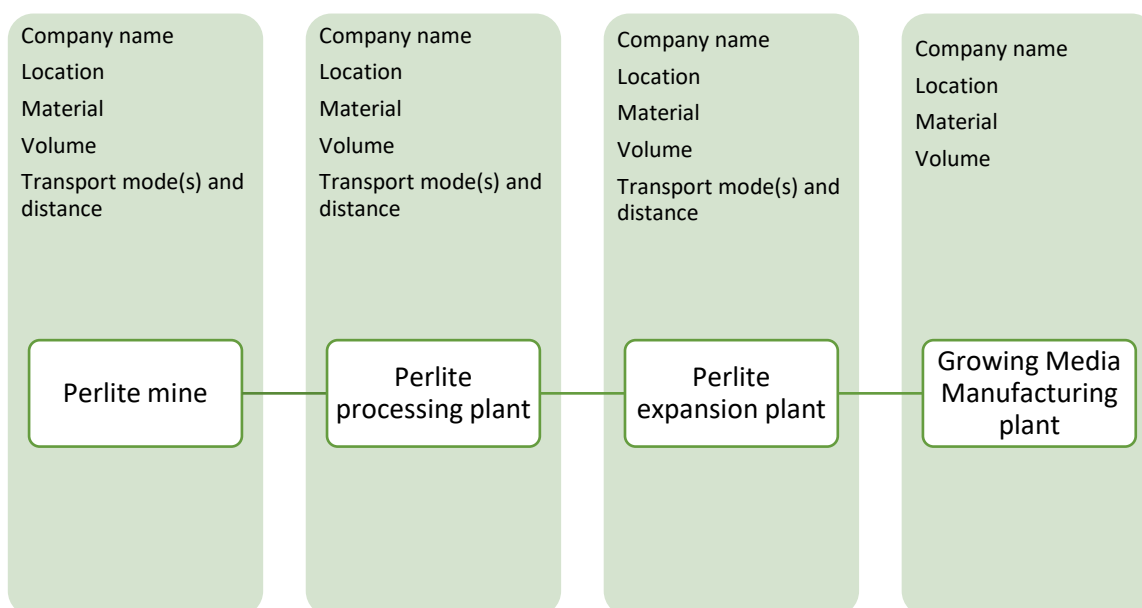 Company name
Location
Material
Volume
Transport mode(s) and
distance
Perlite mine
Company name
Location
Material
Volume
Transport mode(s) and
distance
Perlite
processing plant
Company name
Location
Material
Volume
Transport mode(s) and
distance
Perlite
expansion plant
Company name
Location
Material
Volume
Growing Media
Manufacturing
plant